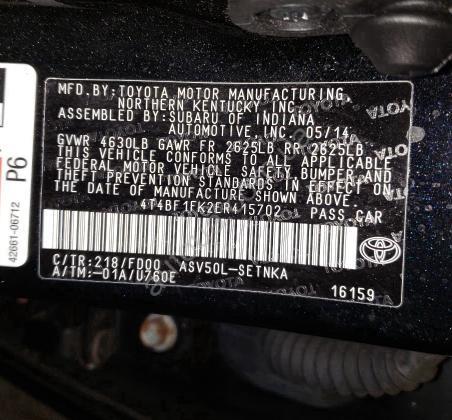 MFD.BY:TOYOTA MOTOR MANUFACTURING,
NORTHERN KENTUCKY INC.
ASSEMBLED BY:SUBARU OF INDIANA
AUTOMOTIVE,INC. 05/14
GVWR 4630LB GAWR FR 2625LB RR 2625LB
THIS VEHICLE CONFORMS TO ALL APPLICABLE
FEDERAL MOTOR VEHICLE SAFETY, BUMPER, AND
THEFT PREVENTION STANDARDS IN EFFECT ON
THE DATE OF MANUFACTURE SHOWN ABOVE.
4T4BF1FK2ER415702 PASS.CAR
C/TR:218/FD00 ASV50L-SETNKA
A/TM:-01A/U760E
16159
P6
42661-06712
TOYOTA